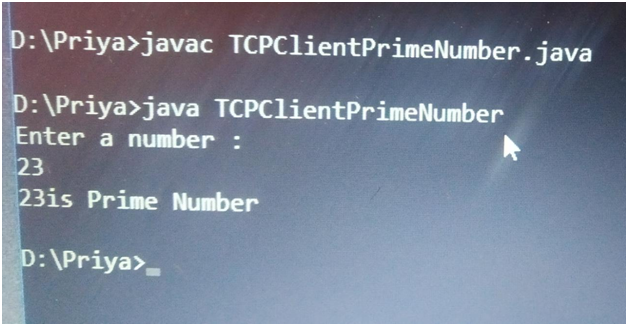 D:\Priya>javac TCPClientPrimeNumber.java
D:\Priya>java TCPClientPrimeNumber
Enter a number :
23
23is Prime Number
D:\Priya>_